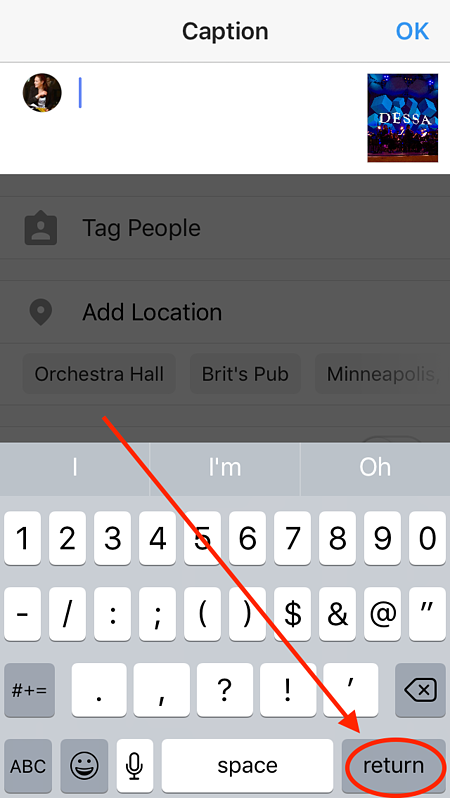 Caption OK
DESSA
Tag People
Add Location
Orchestra Hall Brit's Pub Minneapolis,
I I'm Oh
1 2 3 4 5 6 7 8 9 0
- / : ; ( ) $ & @ ”
#+= . , ? ! ’
ABC space return